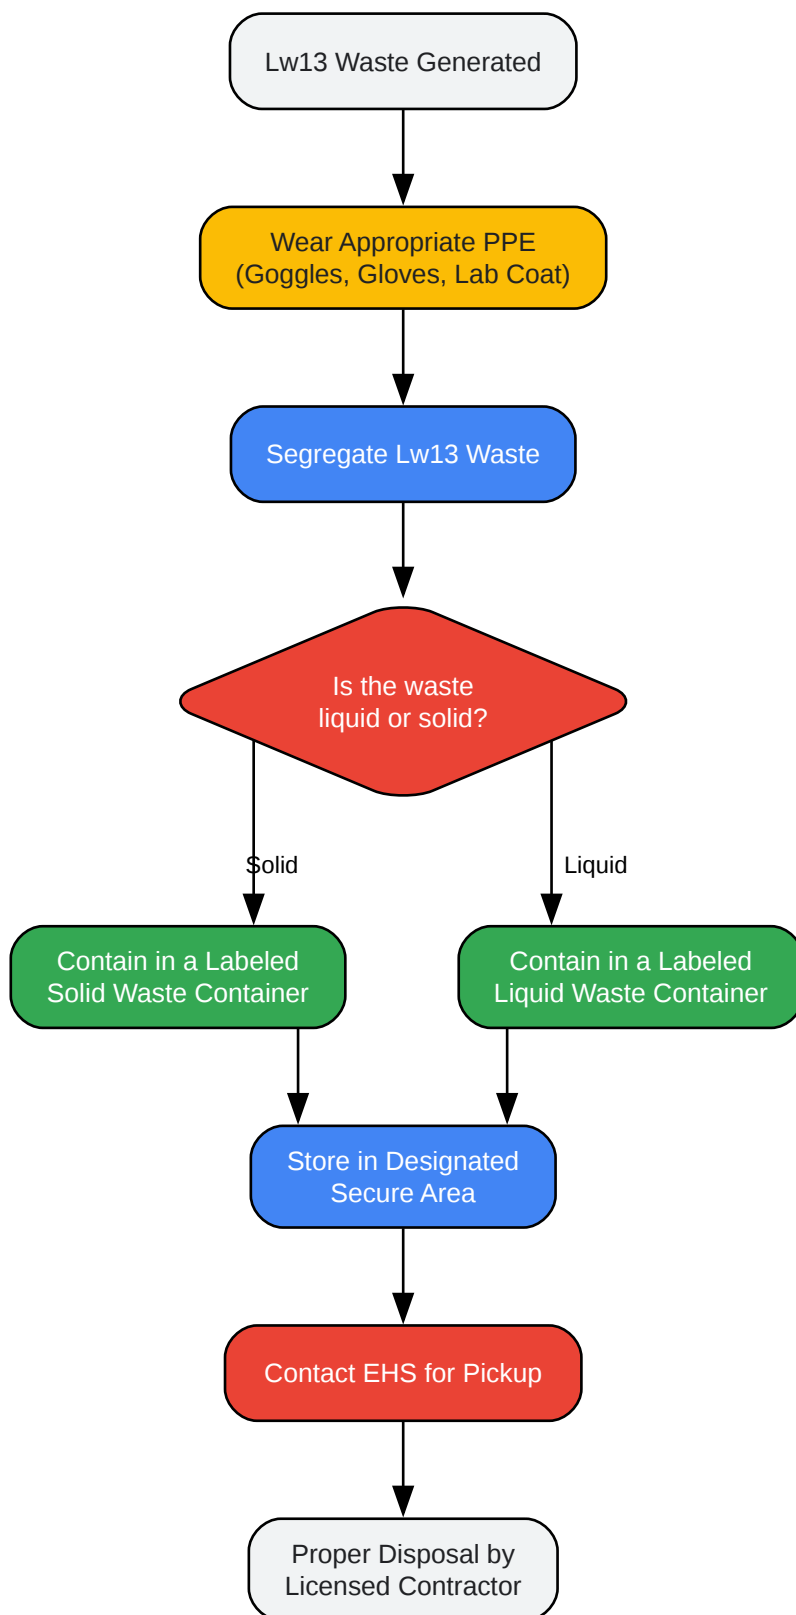 Lw13 Waste Generated
Wear Appropriate PPE
(Goggles, Gloves, Lab Coat)
Segregate Lw13 Waste
Is the waste
liquid or solid?
Solid
Liquid
Contain in a Labeled
Solid Waste Container
Contain in a Labeled
Liquid Waste Container
Store in Designated
Secure Area
Contact EHS for Pickup
Proper Disposal by
Licensed Contractor